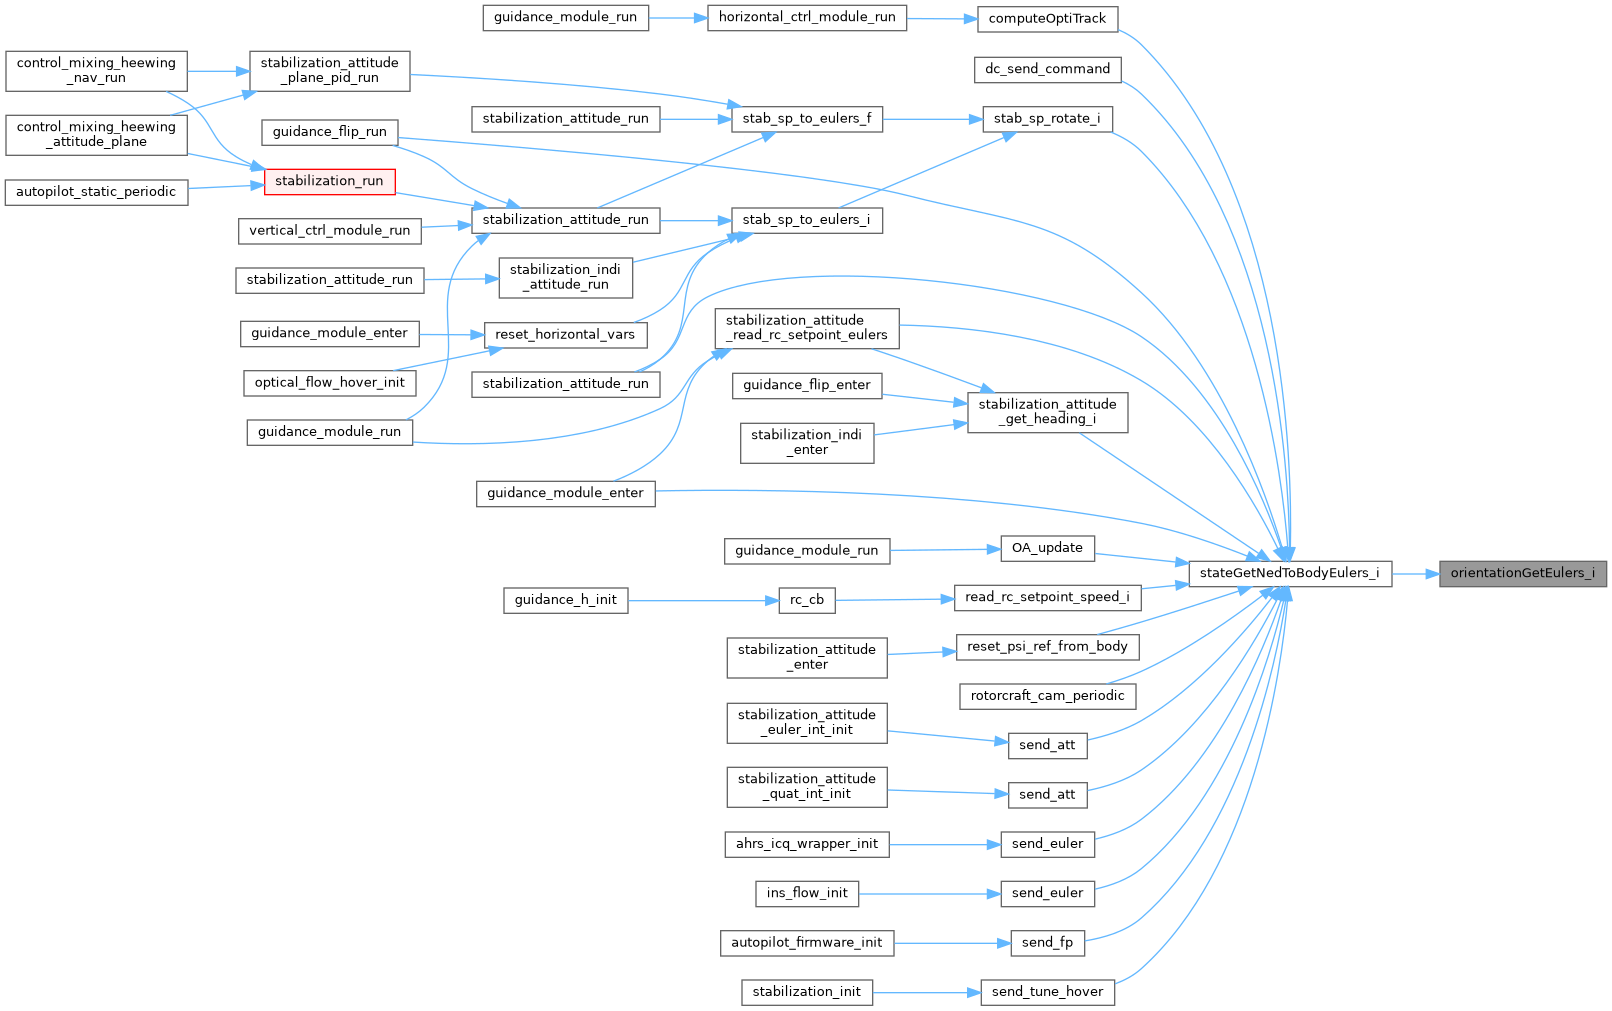 guidance_module_run
horizontal_ctrl_module_run
computeOptiTrack
control_mixing_heewing
_nav_run
stabilization_attitude
_plane_pid_run
dc_send_command
control_mixing_heewing
_attitude_plane
guidance_flip_run
stabilization_attitude_run
stab_sp_to_eulers_f
stab_sp_rotate_i
autopilot_static_periodic
stabilization_run
vertical_ctrl_module_run
stabilization_attitude_run
stab_sp_to_eulers_i
stabilization_attitude_run
stabilization_indi
_attitude_run
guidance_module_enter
reset_horizontal_vars
stabilization_attitude
_read_rc_setpoint_eulers
optical_flow_hover_init
stabilization_attitude_run
guidance_flip_enter
stabilization_attitude
_get_heading_i
guidance_module_run
stabilization_indi
_enter
guidance_module_enter
guidance_module_run
OA_update
stateGetNedToBodyEulers_i
orientationGetEulers_i
guidance_h_init
rc_cb
read_rc_setpoint_speed_i
stabilization_attitude
_enter
reset_psi_ref_from_body
rotorcraft_cam_periodic
stabilization_attitude
_euler_int_init
send_att
stabilization_attitude
_quat_int_init
send_att
ahrs_icq_wrapper_init
send_euler
ins_flow_init
send_euler
autopilot_firmware_init
send_fp
stabilization_init
send_tune_hover